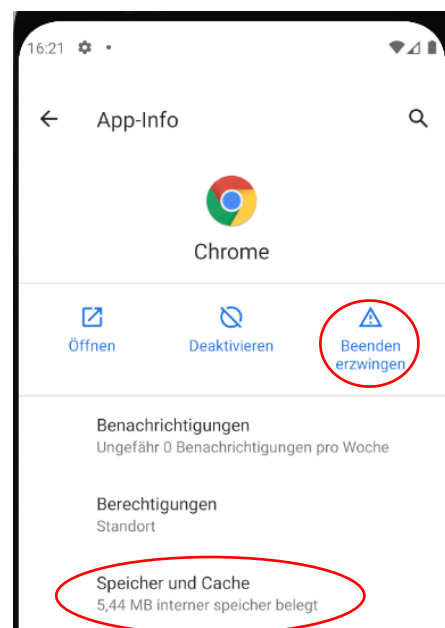 16:21
App-Info
Chrome
Öffnen
Deaktivieren
Beenden
erzwingen
Benachrichtigungen
Ungefähr 0 Benachrichtigungen pro Woche
Berechtigungen
Standort
Speicher und Cache
5,44 MB interner speicher belegt